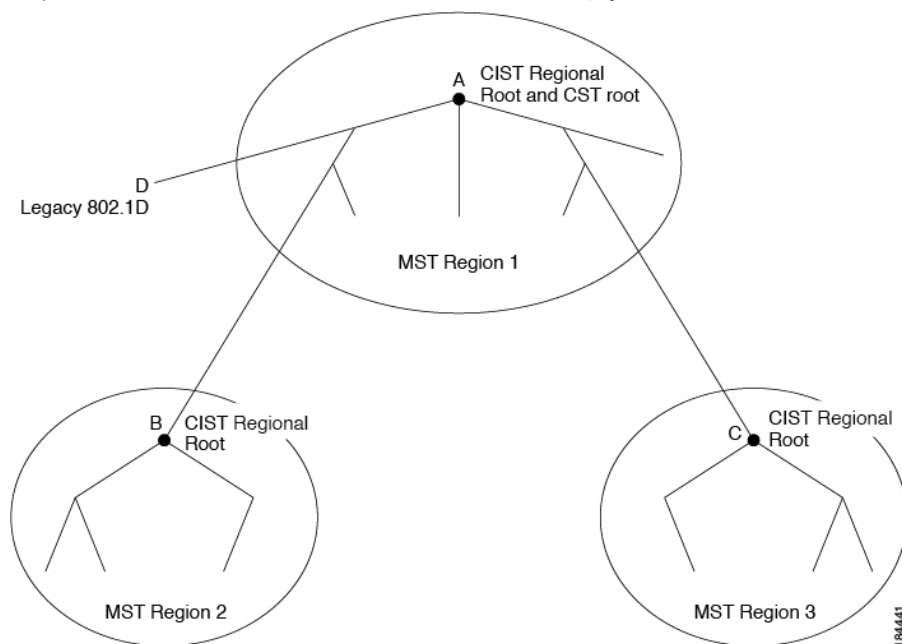 A
CIST Regional
Root and CST root
D
Legacy 802.1D
MST Region 1
B
CIST Regional
Root
C
CIST Regional
Root
MST Region 2
MST Region 3
184441